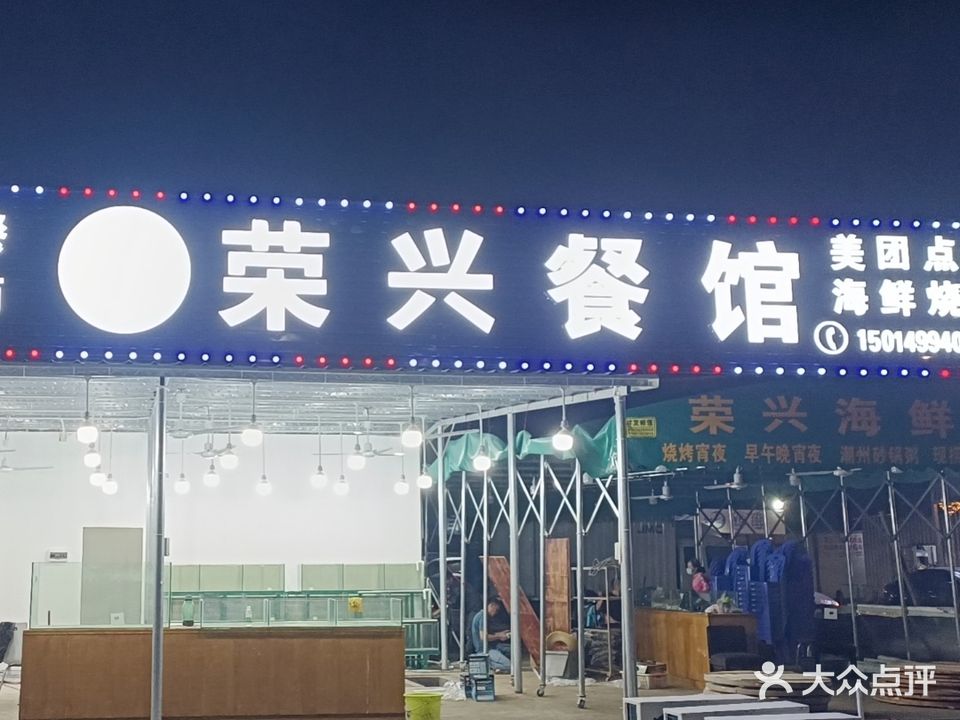 荣兴餐馆
美团点
海鲜烧
150149940
荣兴海鲜
烧烤宵夜 早午晚宵夜 潮州砂锅粥
大众点评